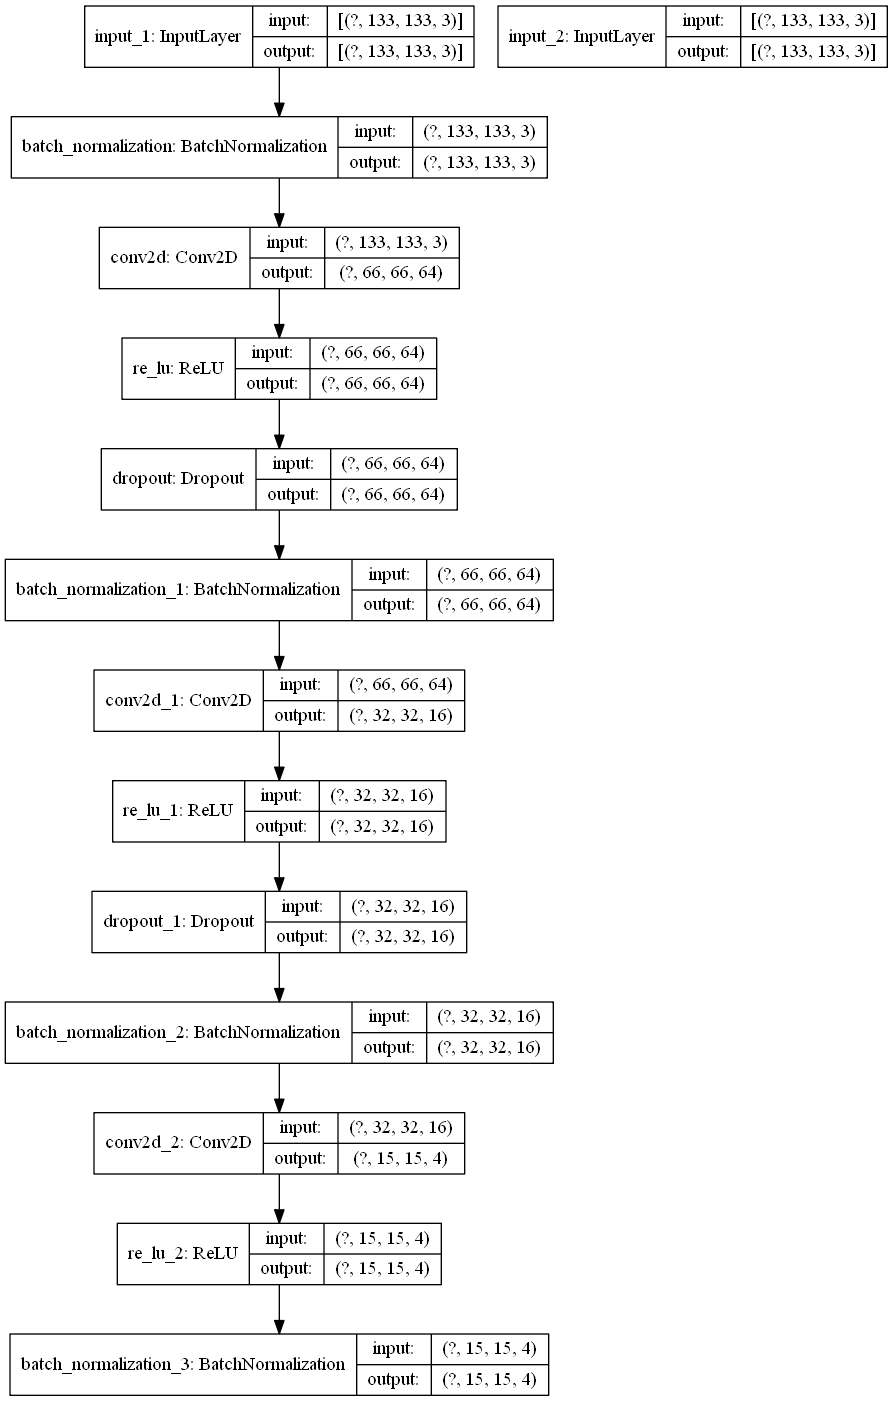 input_1: InputLayer
input: [(?, 133, 133, 3)]
output: [(?, 133, 133, 3)]
input_2: InputLayer
input: [(?, 133, 133, 3)]
output: [(?, 133, 133, 3)]
batch_normalization: BatchNormalization
input: (?, 133, 133, 3)
output: (?, 133, 133, 3)
conv2d: Conv2D
input: (?, 133, 133, 3)
output: (?, 66, 66, 64)
re_lu: ReLU
input: (?, 66, 66, 64)
output: (?, 66, 66, 64)
dropout: Dropout
input: (?, 66, 66, 64)
output: (?, 66, 66, 64)
batch_normalization_1: BatchNormalization
input: (?, 66, 66, 64)
output: (?, 66, 66, 64)
conv2d_1: Conv2D
input: (?, 66, 66, 64)
output: (?, 32, 32, 16)
re_lu_1: ReLU
input: (?, 32, 32, 16)
output: (?, 32, 32, 16)
dropout_1: Dropout
input: (?, 32, 32, 16)
output: (?, 32, 32, 16)
batch_normalization_2: BatchNormalization
input: (?, 32, 32, 16)
output: (?, 32, 32, 16)
conv2d_2: Conv2D
input: (?, 32, 32, 16)
output: (?, 15, 15, 4)
re_lu_2: ReLU
input: (?, 15, 15, 4)
output: (?, 15, 15, 4)
batch_normalization_3: BatchNormalization
input: (?, 15, 15, 4)
output: (?, 15, 15, 4)